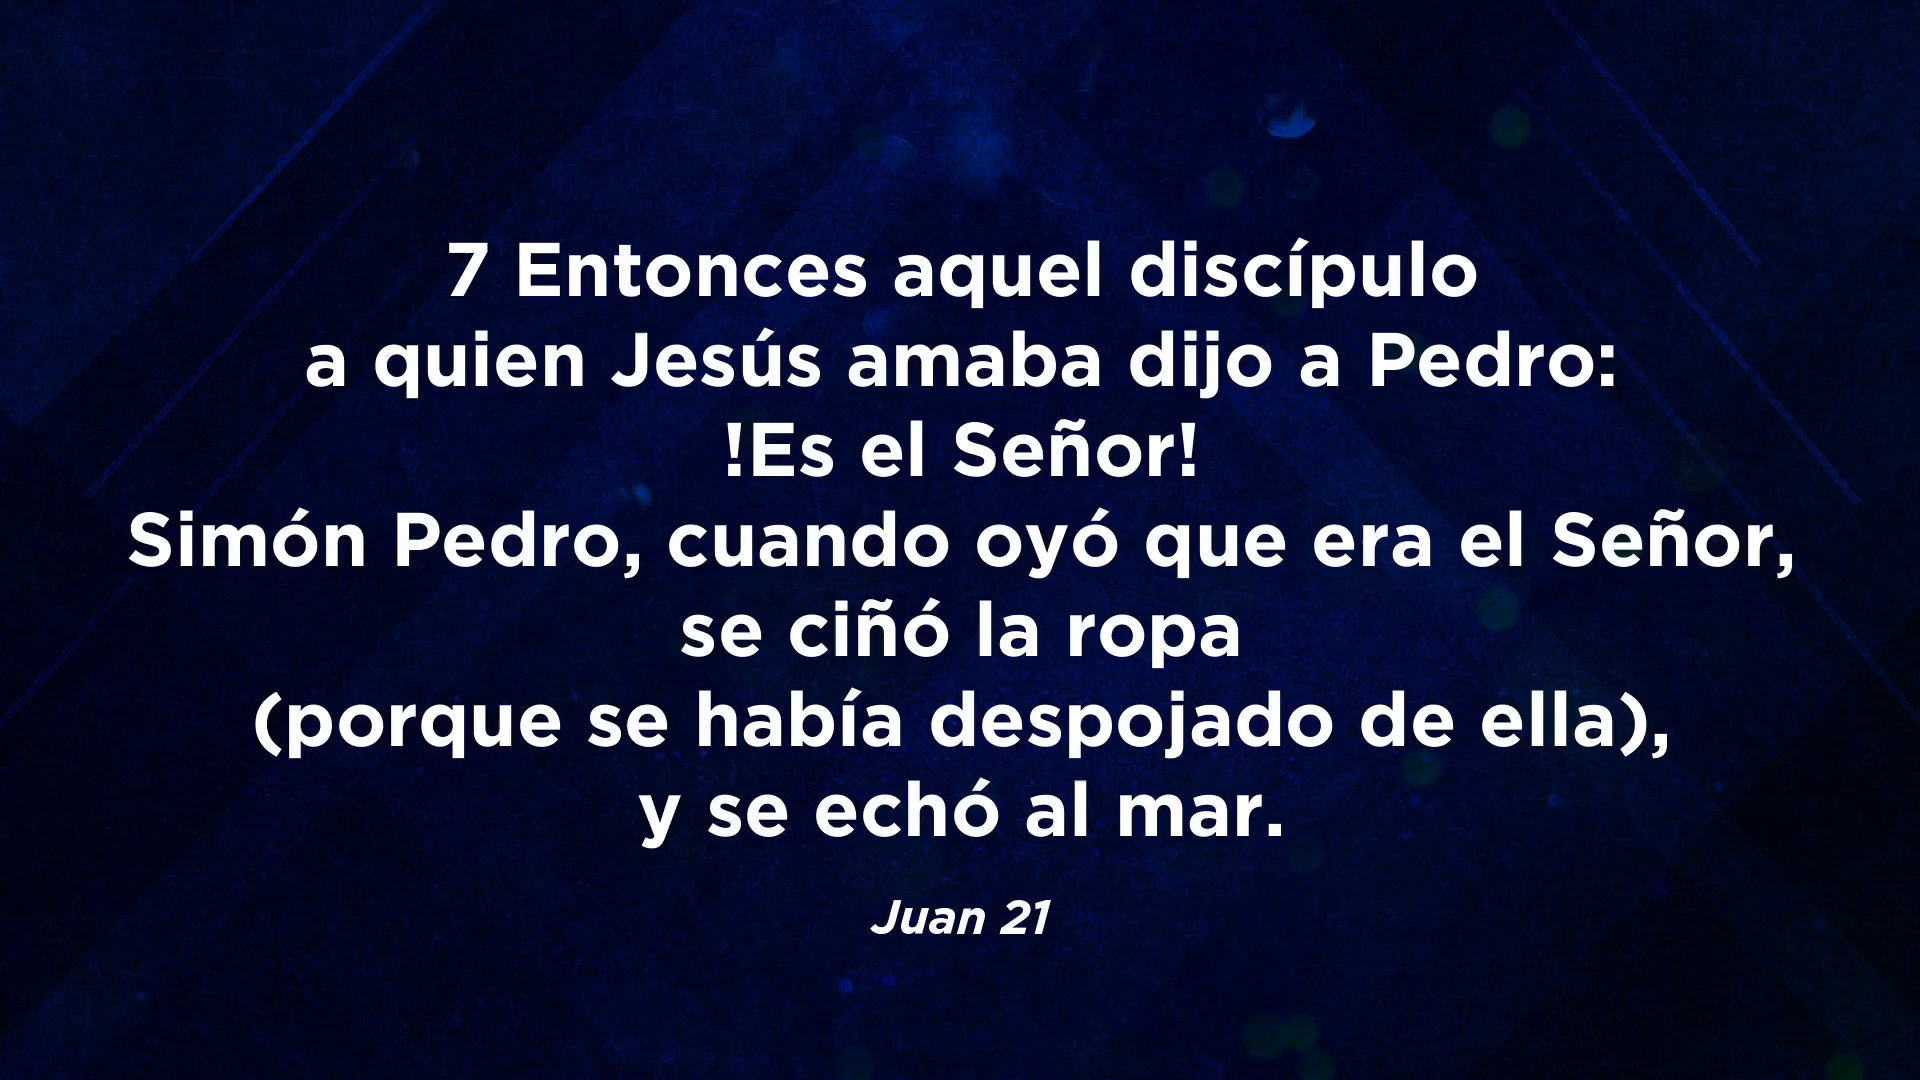 7 Entonces aquel discípulo
a quien Jesús amaba dijo a Pedro:
!Es el Señor!
Simón Pedro, cuando oyó que era el Señor,
se ciñó la ropa
(porque se había despojado de ella),
y se echó al mar.
Juan 21